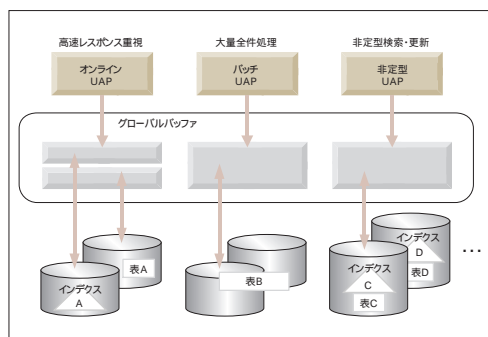 高速レスポンス重視
大量全件処理
非定型検索・更新
オンライン
UAP
バッチ
UAP
非定型
UAP
グローバルバッファ
表A
インデクス
A
表B
インデクス
D
表D
インデクス
C
表C
...